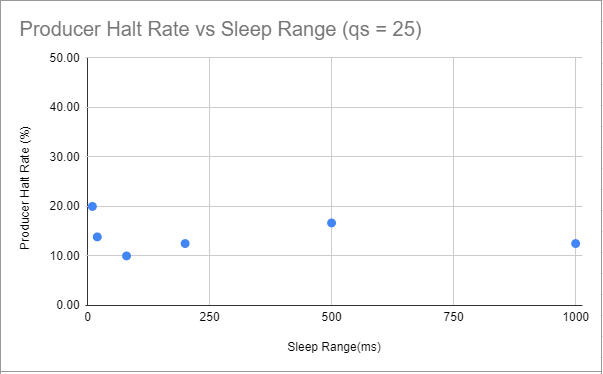 Producer Halt Rate vs Sleep Range (qs = 25)
50.00
40.00
30.00
20.00
10.00
0.00
Producer Halt Rate (%)
0 250 500 750 1000
Sleep Range(ms)